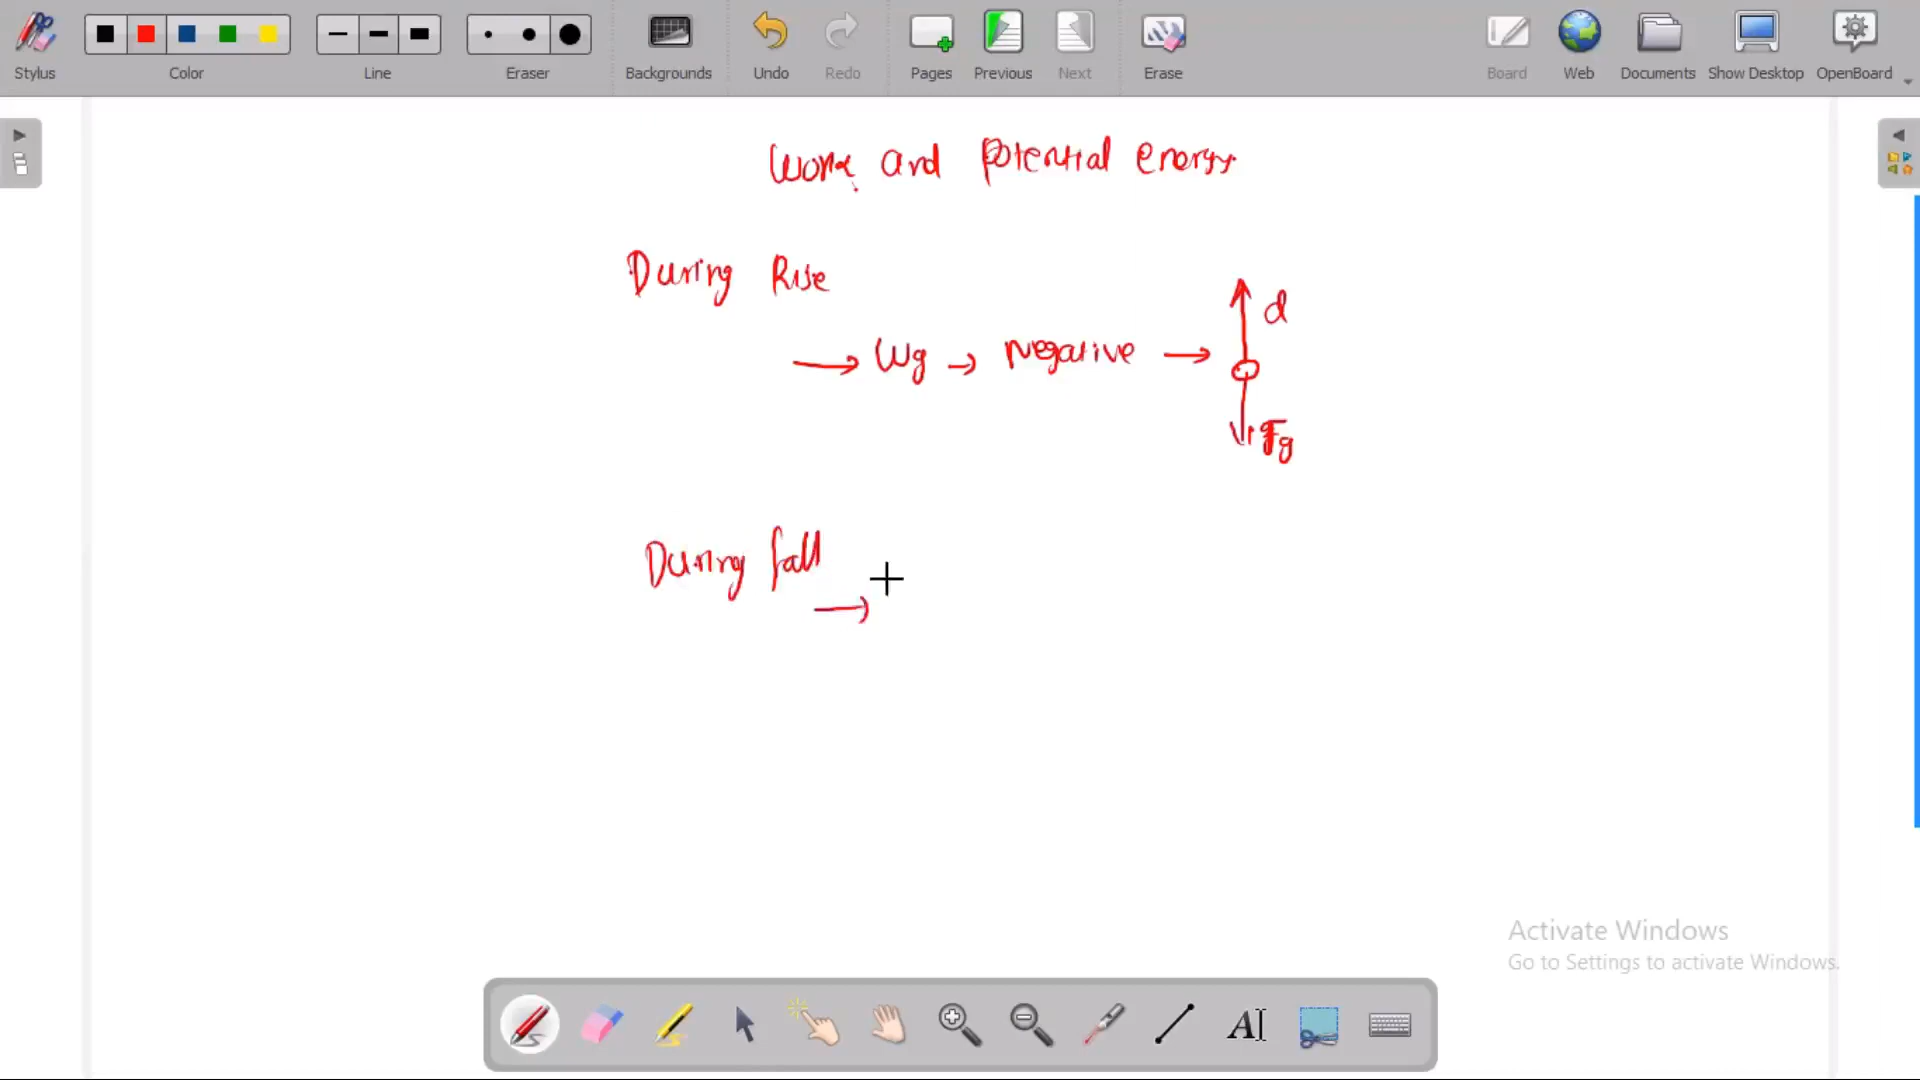 Stylus Color Line Eraser Backgrounds Undo Redo Pages Previous Next Erase Board Web Documents Show Desktop OpenBoard
Work and Potential energy
During Rise
d
→ Wg → Negative →
Fg
During fall
→
Activate Windows
Go to Settings to activate Windows.
AI